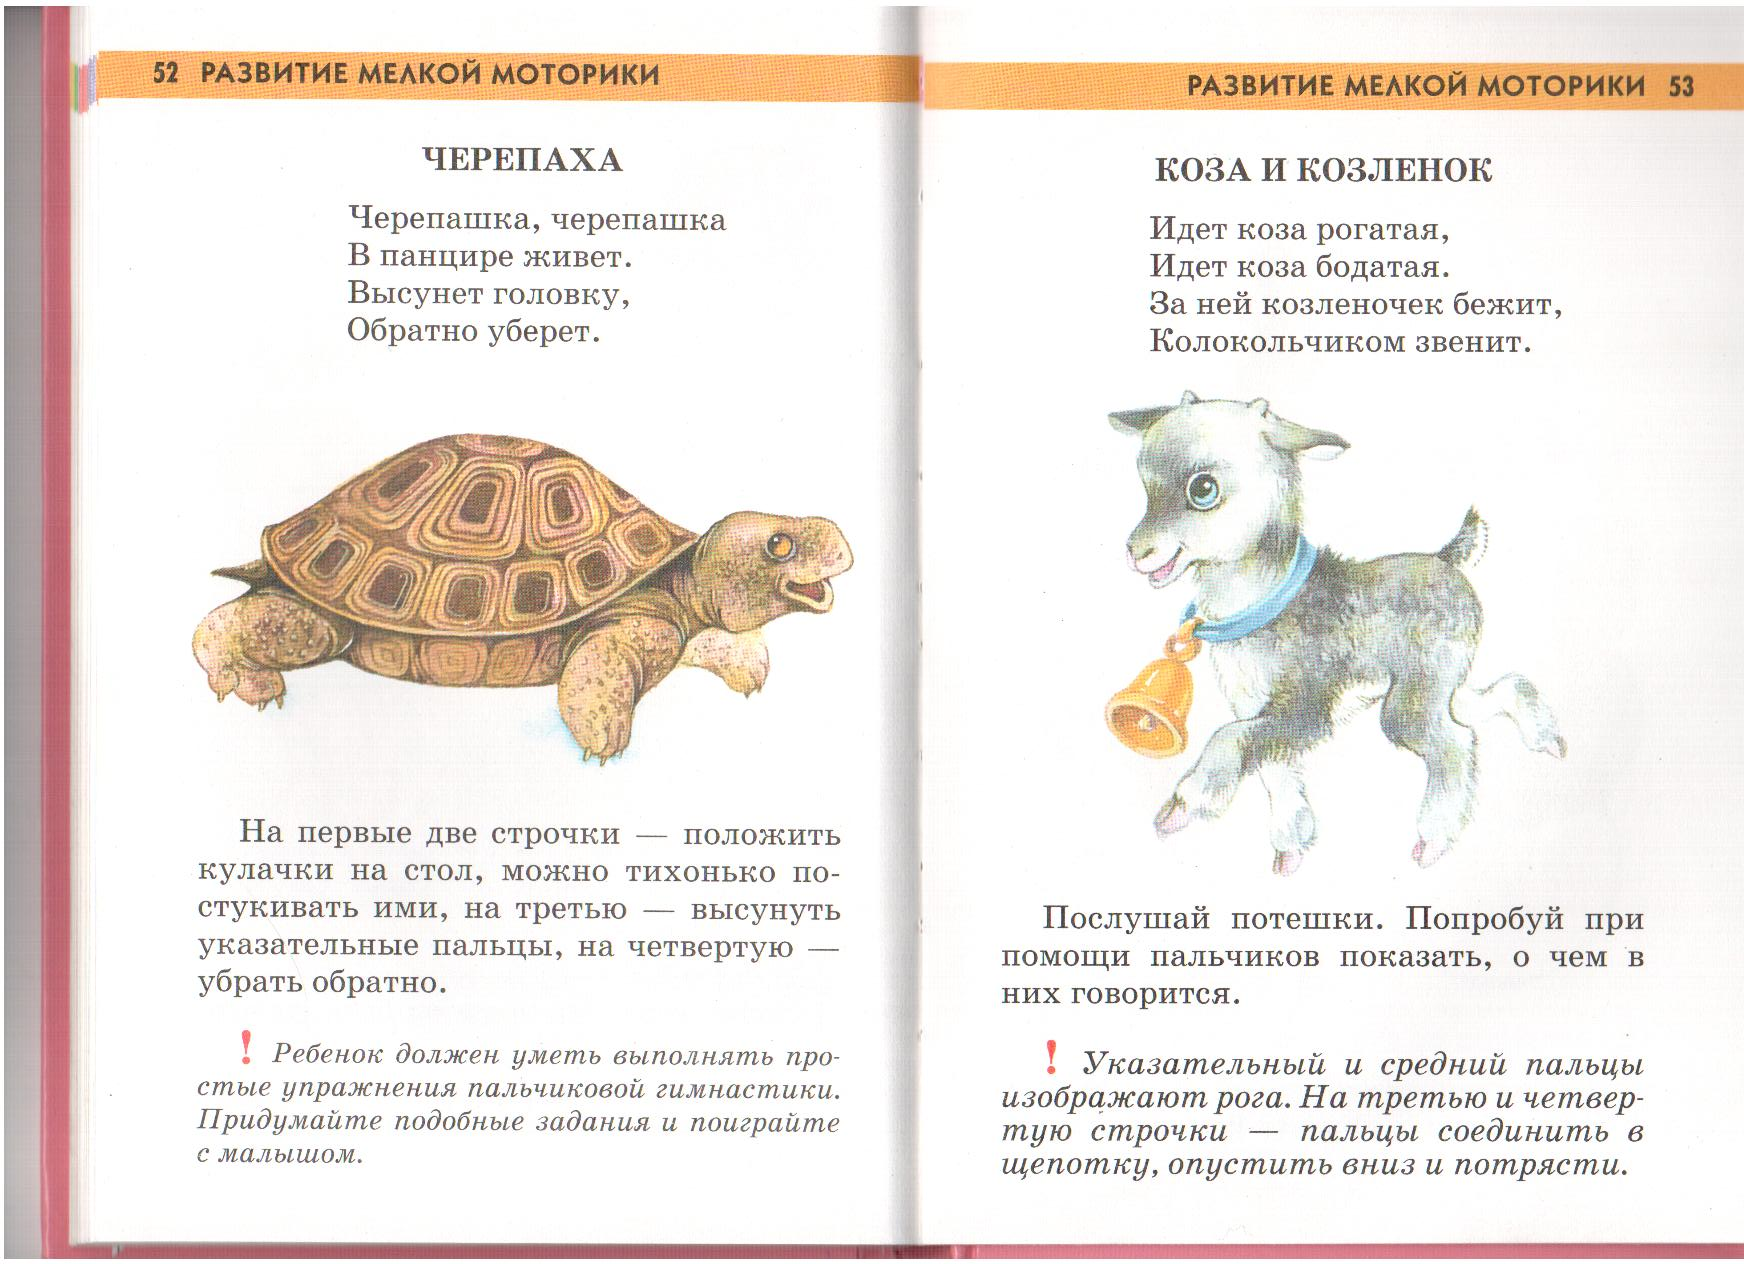 52 РАЗВИТИЕ МЕЛКОЙ МОТОРИКИ
ЧЕРЕПАХА
Черепашка, черепашка
В панцире живет.
Высунет головку,
Обратно уберет.
На первые две строчки — положить
кулачки на стол, можно тихонько по-
стукивать ими, на третью — высунуть
указательные пальцы, на четвертую —
убрать обратно.
! Ребенок должен уметь выполнять про-
стые упражнения пальчиковой гимнастики.
Придумайте подобные задания и поиграйте
с малышом.
РАЗВИТИЕ МЕЛКОЙ МОТОРИКИ 53
КОЗА И КОЗЛЕНОК
Идет коза рогатая,
Идет коза бодатая.
За ней козленочек бежит,
Колокольчиком звенит.
Послушай потешки. Попробуй при
помощи пальчиков показать, о чем в
них говорится.
! Указательный и средний пальцы
изображают рога. На третью и четвер-
тую строчки — пальцы соединить в
щепотку, опустить вниз и потрясти.